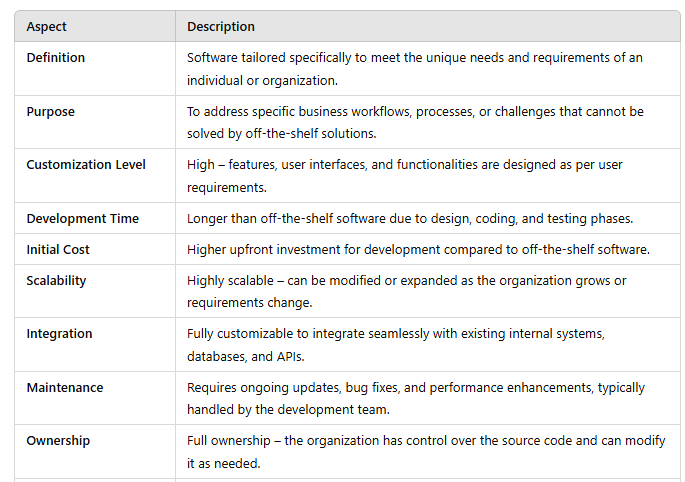 Aspect Description
Definition Software tailored specifically to meet the unique needs and requirements of an
individual or organization.
Purpose To address specific business workflows, processes, or challenges that cannot be
solved by off-the-shelf solutions.
Customization Level High – features, user interfaces, and functionalities are designed as per user
requirements.
Development Time Longer than off-the-shelf software due to design, coding, and testing phases.
Initial Cost Higher upfront investment for development compared to off-the-shelf software.
Scalability Highly scalable – can be modified or expanded as the organization grows or
requirements change.
Integration Fully customizable to integrate seamlessly with existing internal systems,
databases, and APIs.
Maintenance Requires ongoing updates, bug fixes, and performance enhancements, typically
handled by the development team.
Ownership Full ownership – the organization has control over the source code and can modify
it as needed.